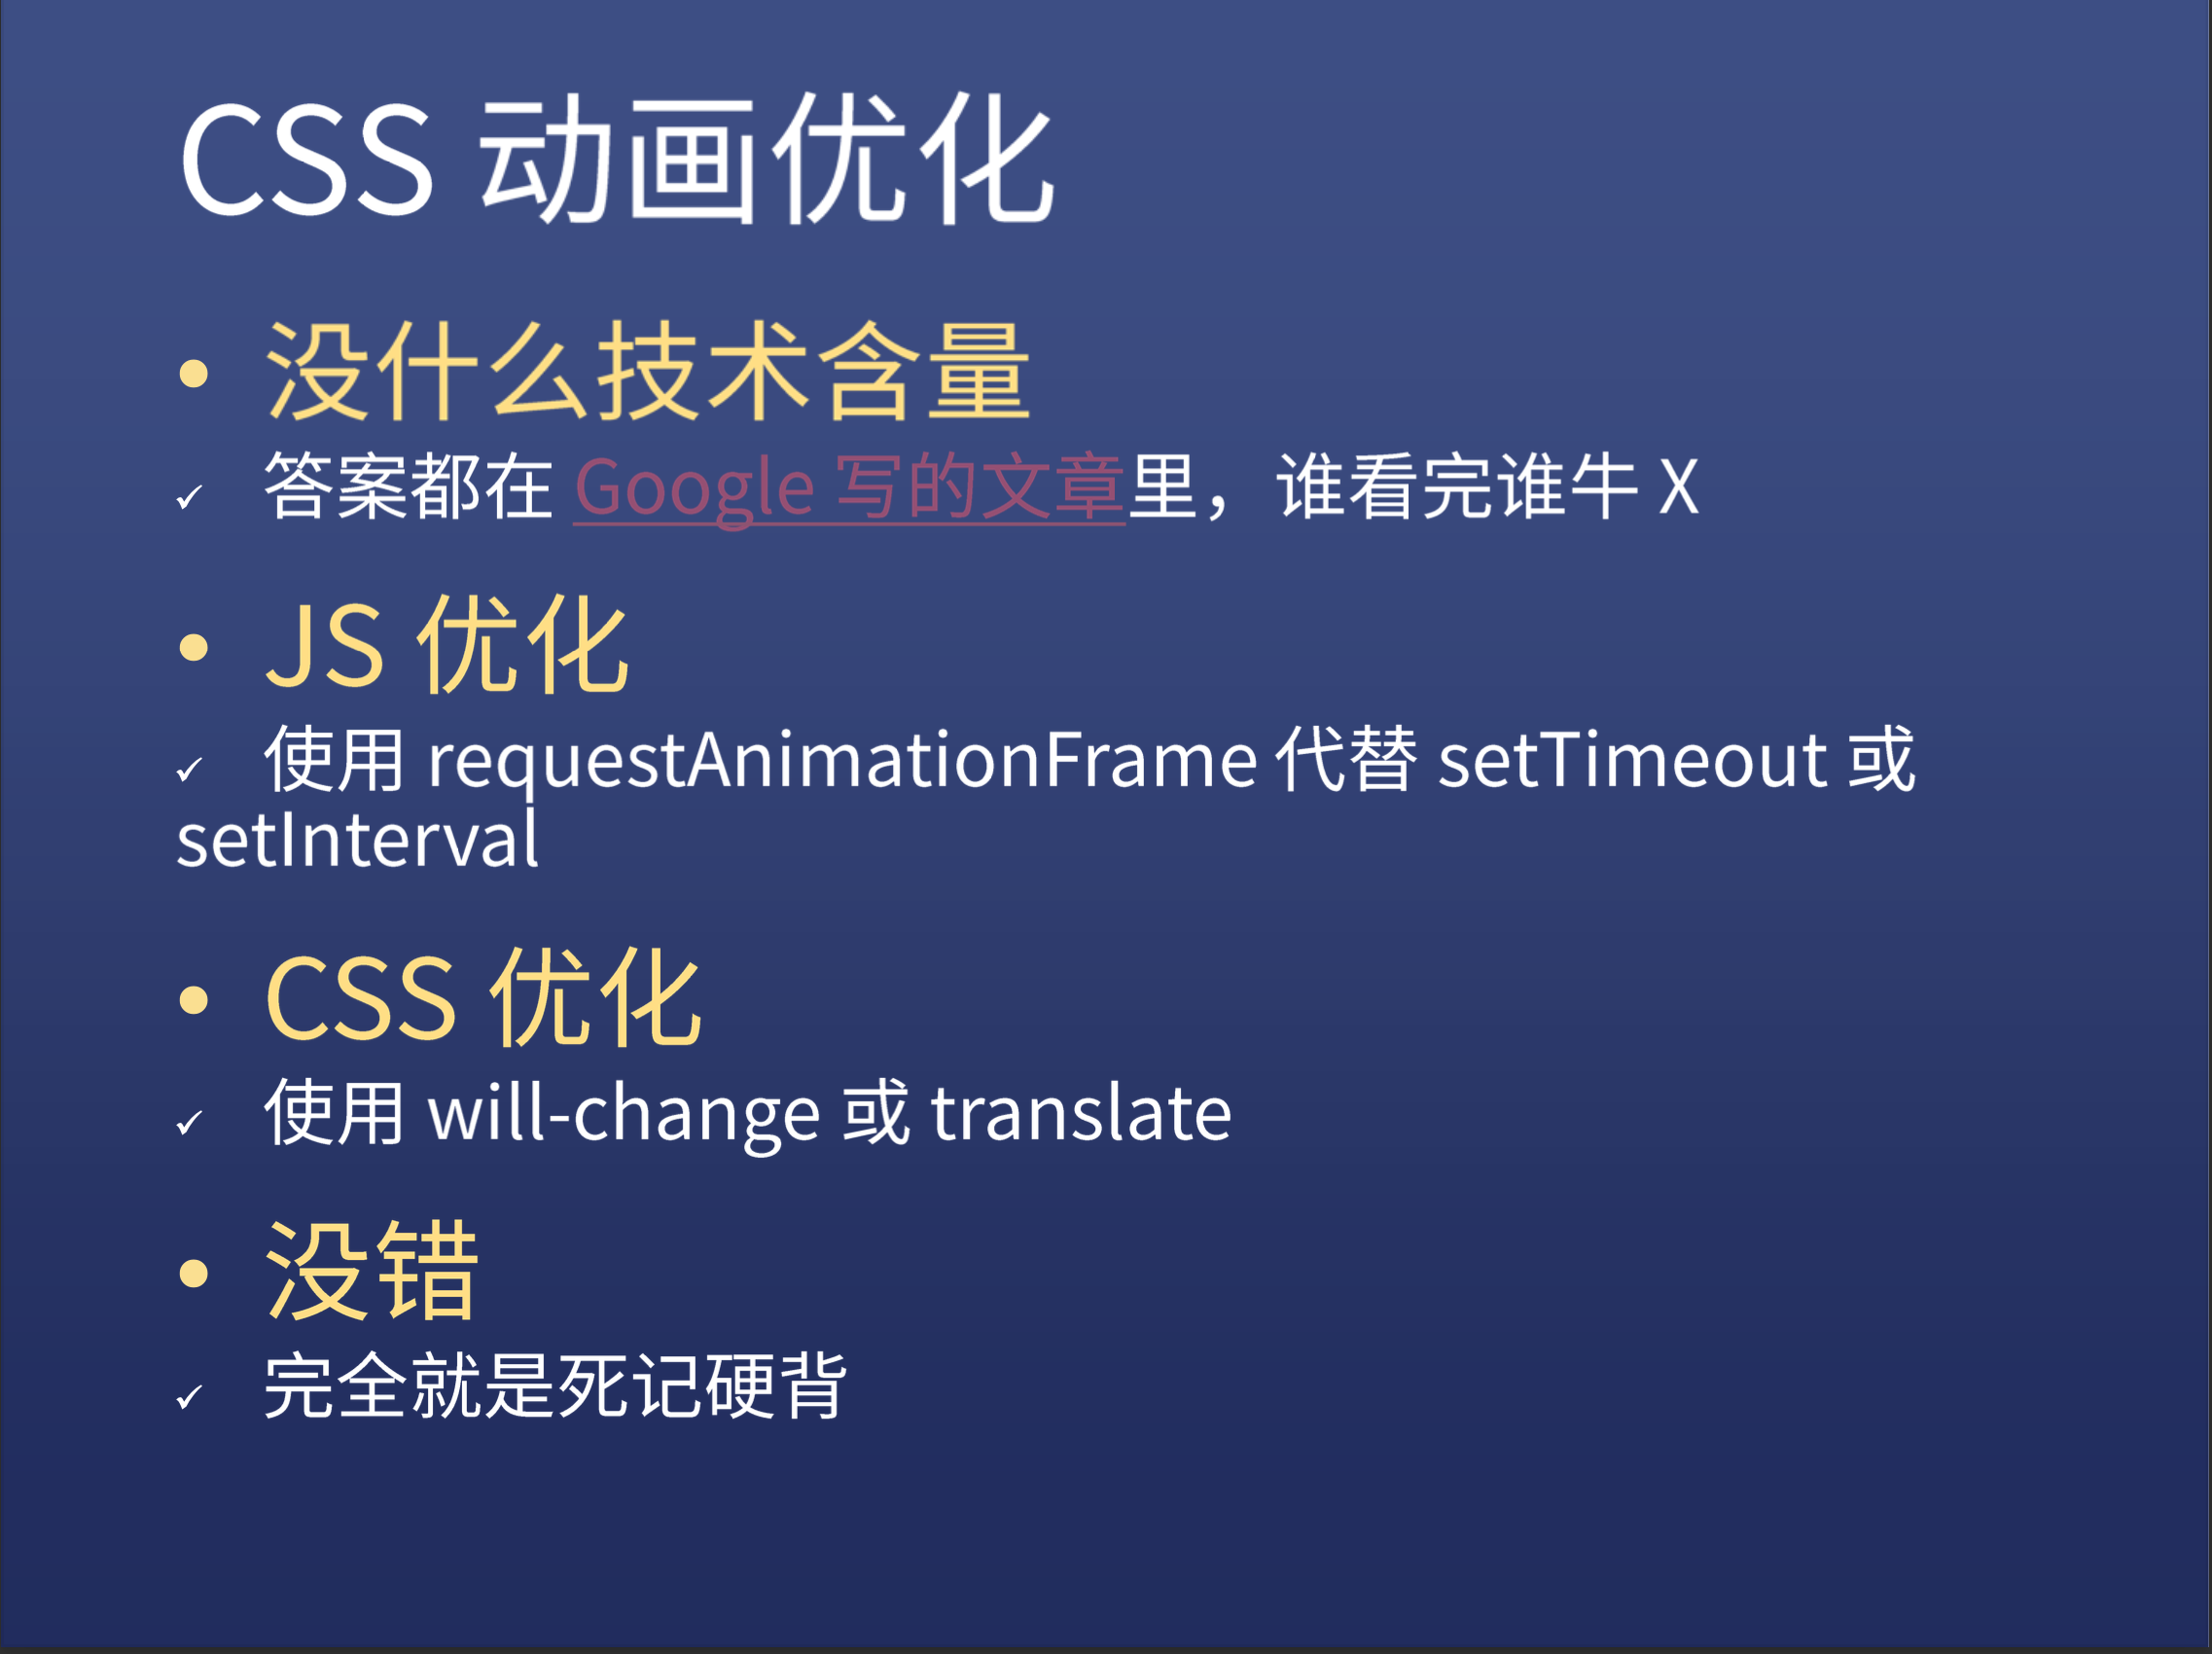 CSS 动画优化
• 没什么技术含量
✓ 答案都在 Google 写的文章里， 谁看完谁牛 X
• JS 优化
✓ 使用 requestAnimationFrame 代替 setTimeout 或
setInterval
• CSS 优化
✓ 使用 will-change 或 translate
• 没错
✓ 完全就是死记硬背